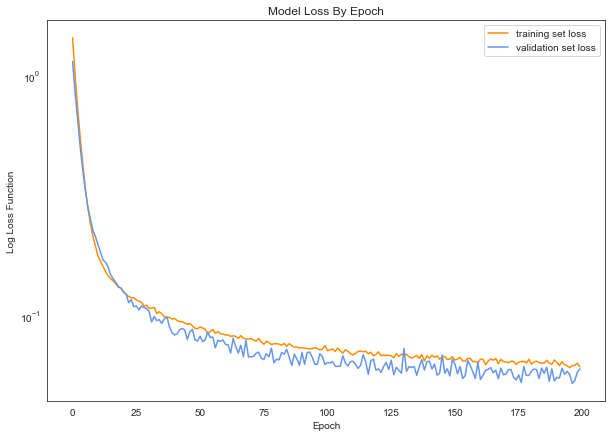 Model Loss By Epoch
training set loss
validation set loss
Log Loss Function
10⁰
10⁻¹
0 25 50 75 100 125 150 175 200
Epoch